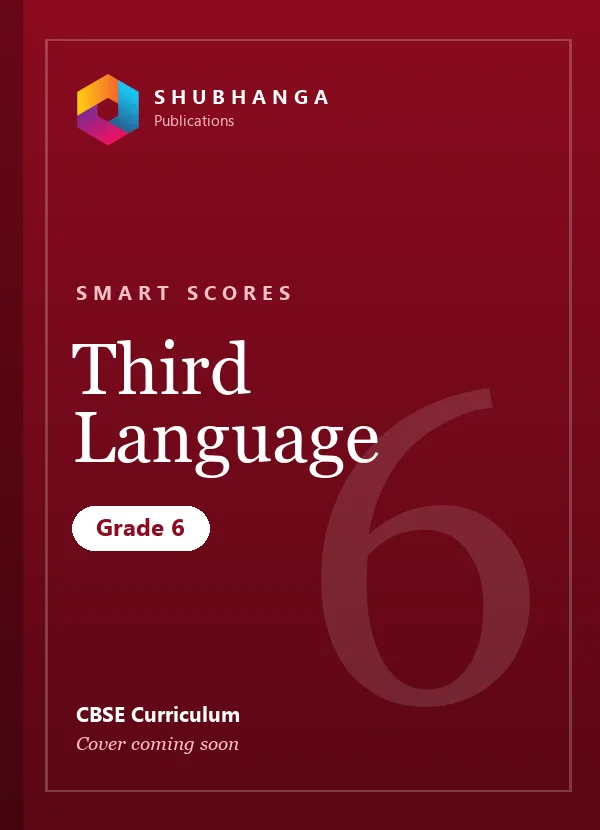 SHUBHANGA
Publications
SMART SCORES
Third
Language
6
Grade 6
CBSE Curriculum
Cover coming soon